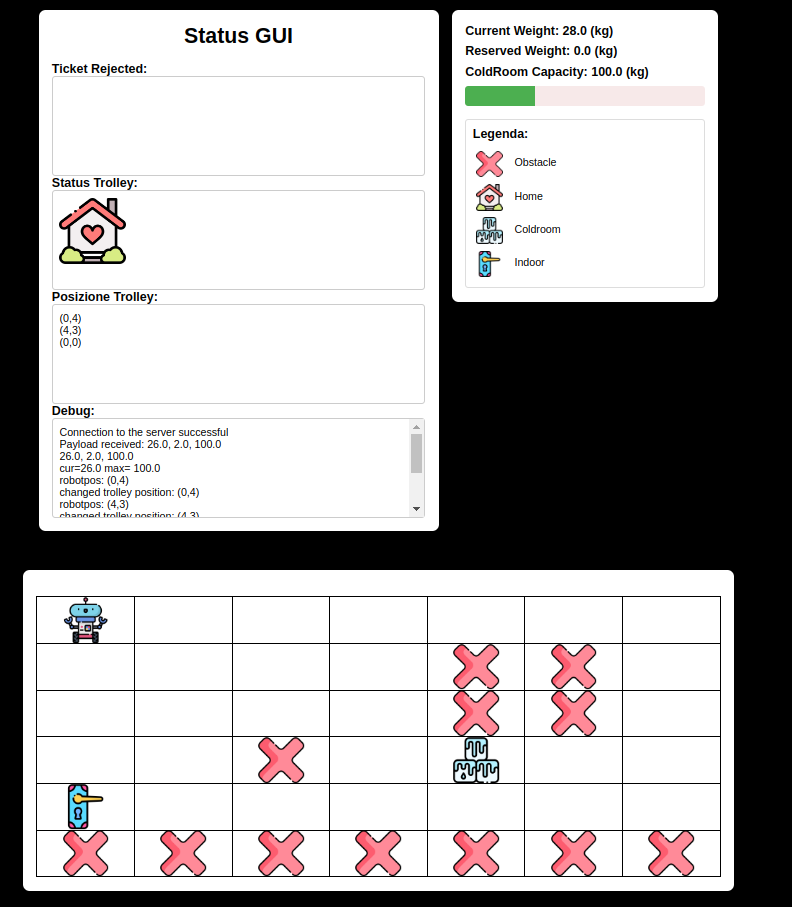 Status GUI
Ticket Rejected:
Status Trolley:
Posizione Trolley:
(0,4)
(4,3)
(0,0)
Debug:
Connection to the server successful
Payload received: 26.0, 2.0, 100.0
26.0, 2.0, 100.0
cur=26.0 max= 100.0
robotpos: (0,4)
changed trolley position: (0,4)
robotpos: (4,3)
changed trolley position: (4,3)
Current Weight: 28.0 (kg)
Reserved Weight: 0.0 (kg)
ColdRoom Capacity: 100.0 (kg)
Legenda:
Obstacle
Home
Coldroom
Indoor